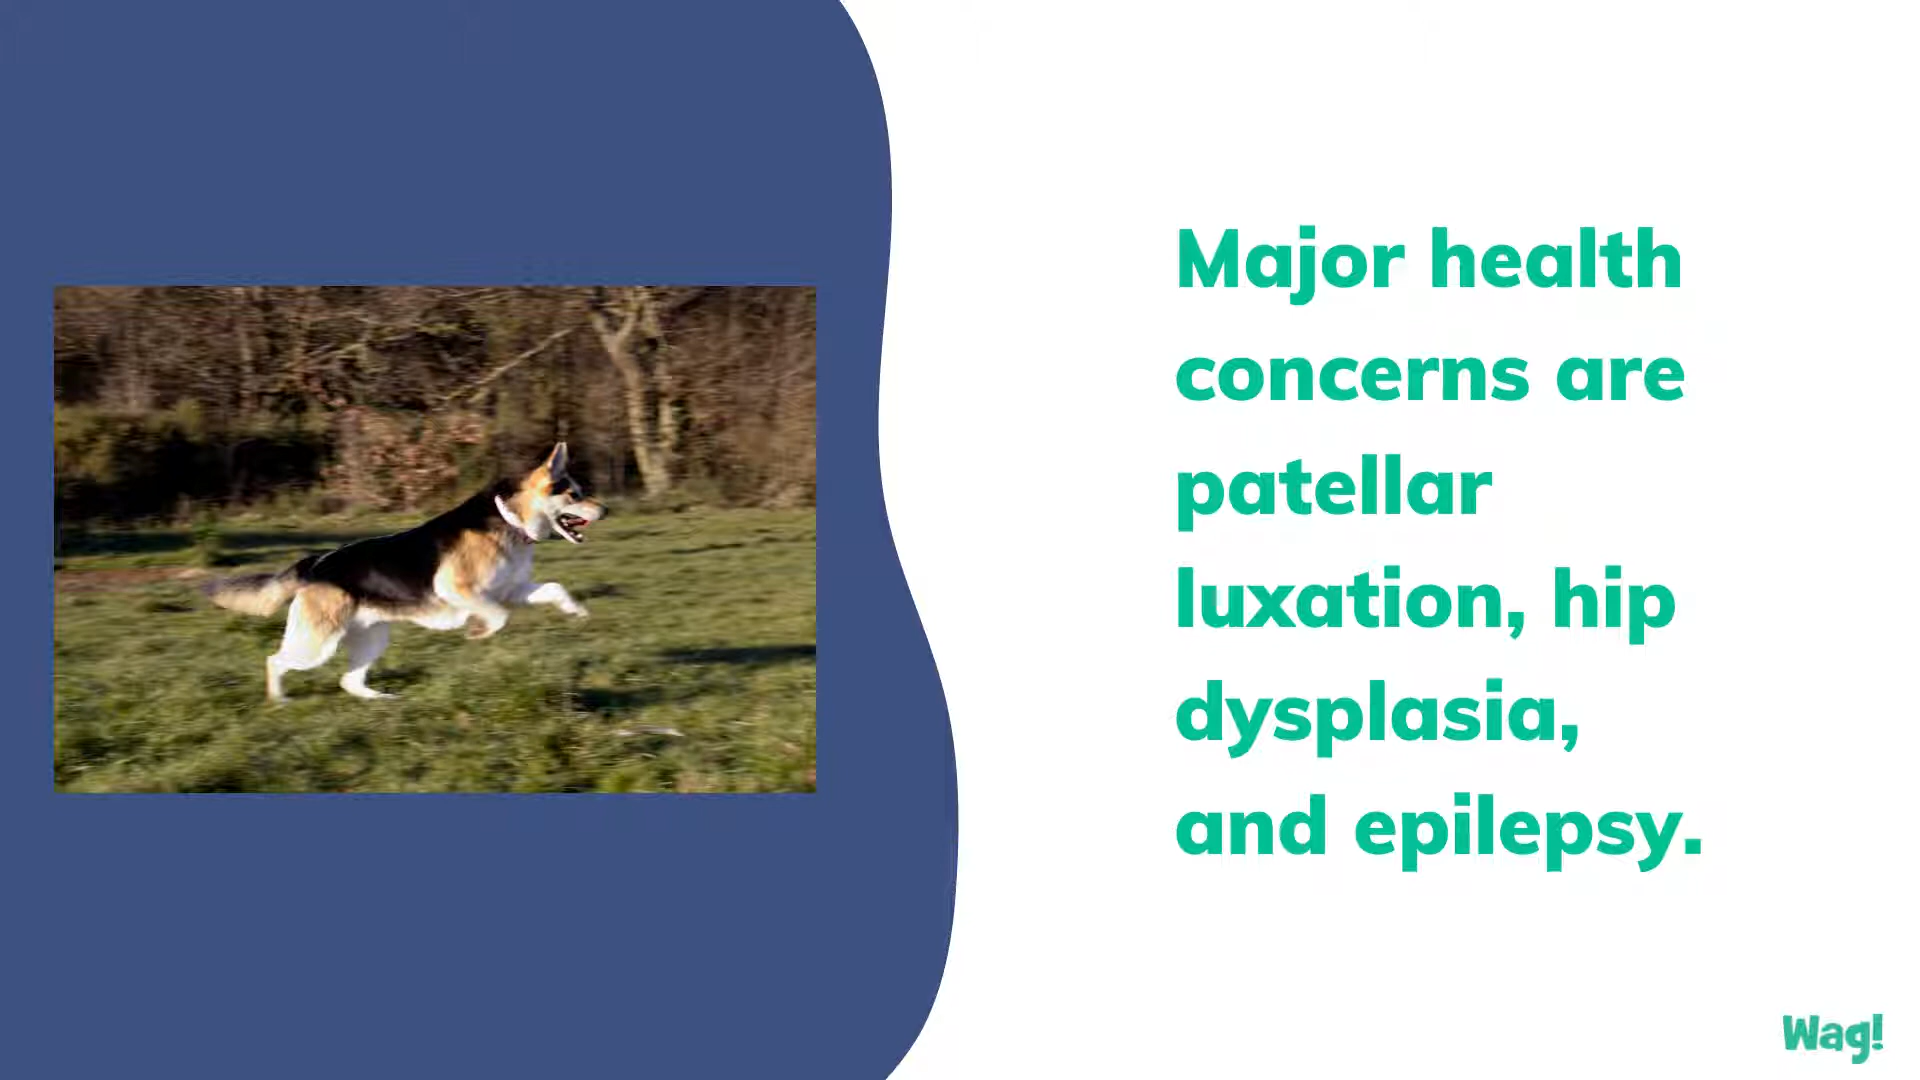 Major health
concerns are
patellar
luxation, hip
dysplasia,
and epilepsy.
Wag!